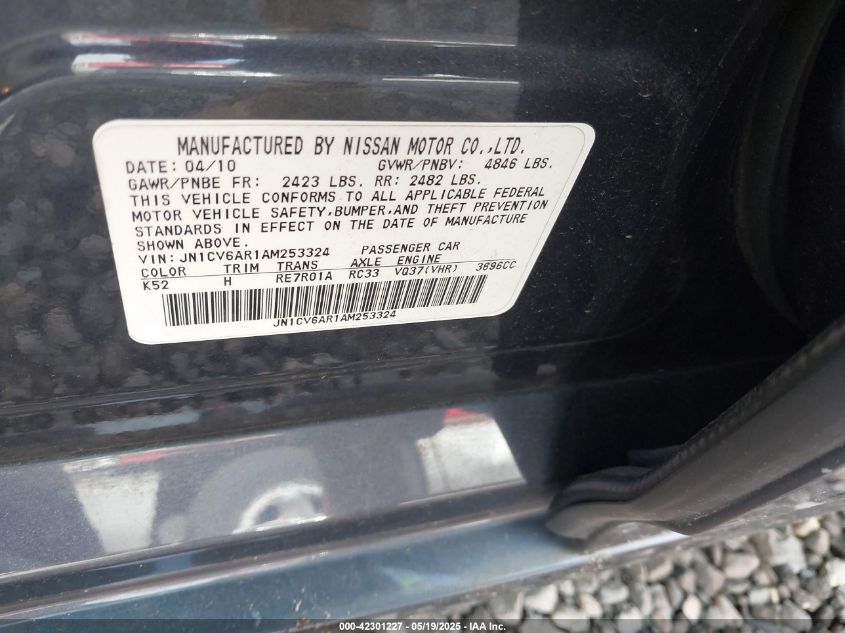 MANUFACTURED BY NISSAN MOTOR CO.,LTD.
DATE: 04/10 GVWR/PNBV: 4846 LBS.
GAWR/PNBE FR: 2423 LBS. RR: 2482 LBS.
THIS VEHICLE CONFORMS TO ALL APPLICABLE FEDERAL
MOTOR VEHICLE SAFETY,BUMPER,AND THEFT PREVENTION
STANDARDS IN EFFECT ON THE DATE OF MANUFACTURE
SHOWN ABOVE.
VIN: JN1CV6AR1AM253324 PASSENGER CAR
COLOR TRIM TRANS AXLE ENGINE
K52 H RE7R01A RC33 VQ37(VHR) 3696CC
JN1CV6AR1AM253324
000-42301227 - 05/19/2025 - IAA, Inc.